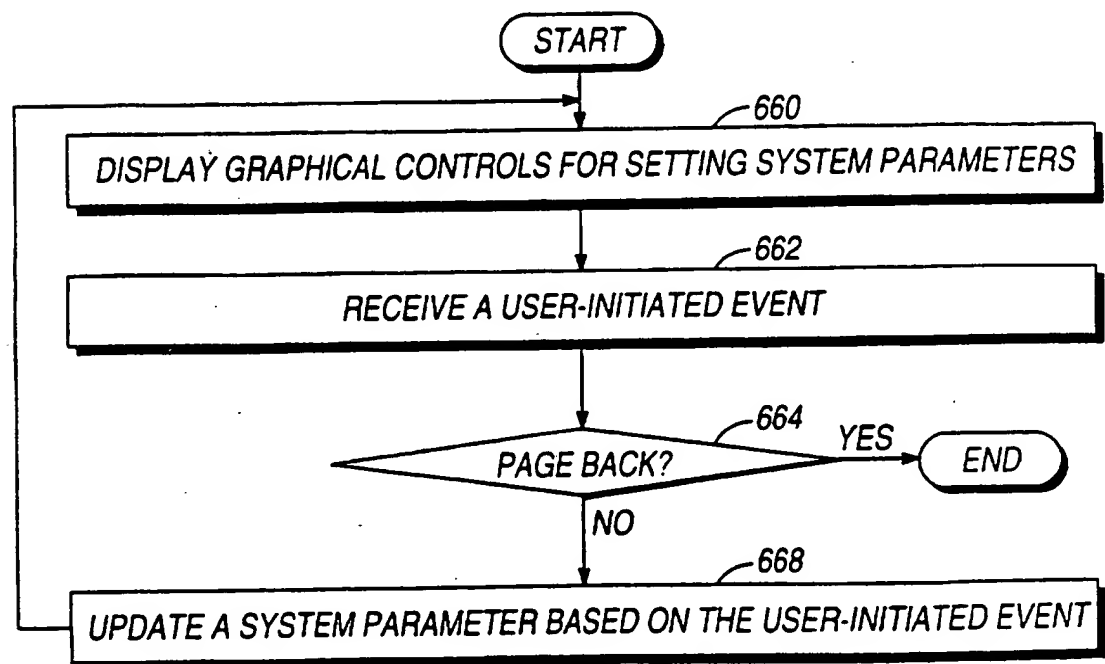 START
660
DISPLAY GRAPHICAL CONTROLS FOR SETTING SYSTEM PARAMETERS
662
RECEIVE A USER-INITIATED EVENT
664
PAGE BACK?
YES
END
NO
668
UPDATE A SYSTEM PARAMETER BASED ON THE USER-INITIATED EVENT